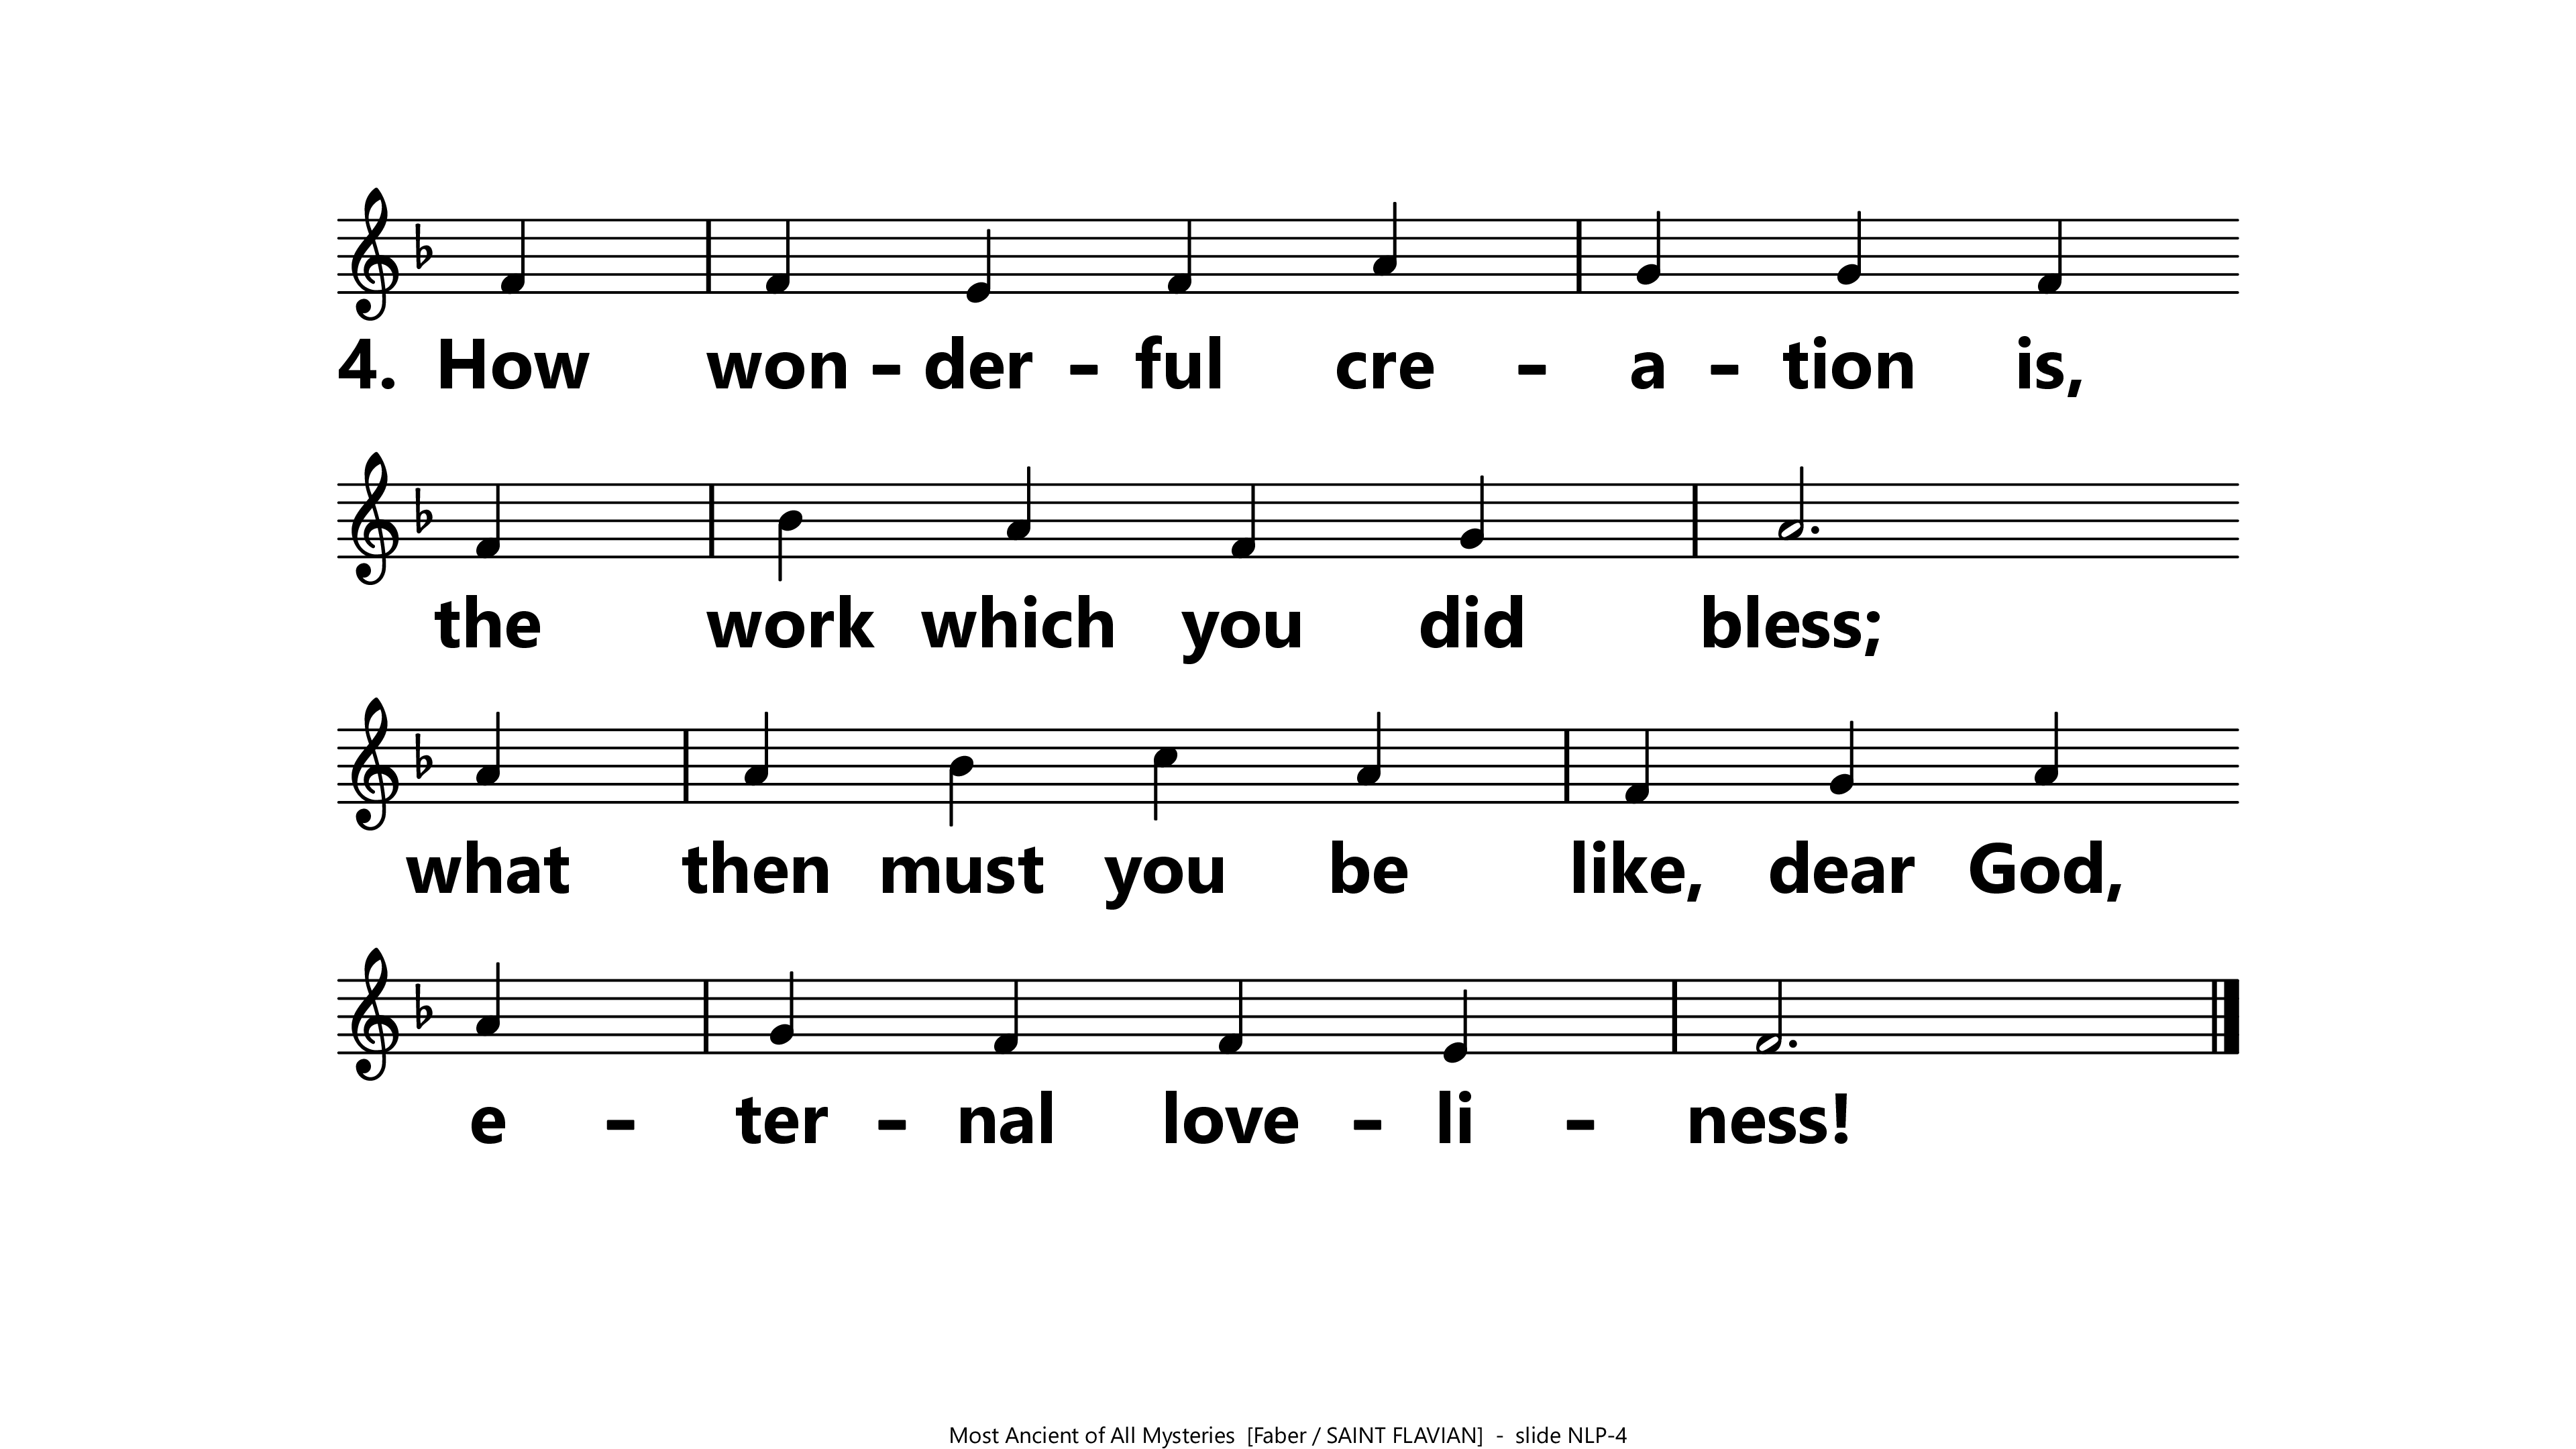 4. How won - der - ful cre - a - tion is,
the work which you did bless;
what then must you be like, dear God,
e - ter - nal love - li - ness!
Most Ancient of All Mysteries [Faber / SAINT FLAVIAN] - slide NLP-4